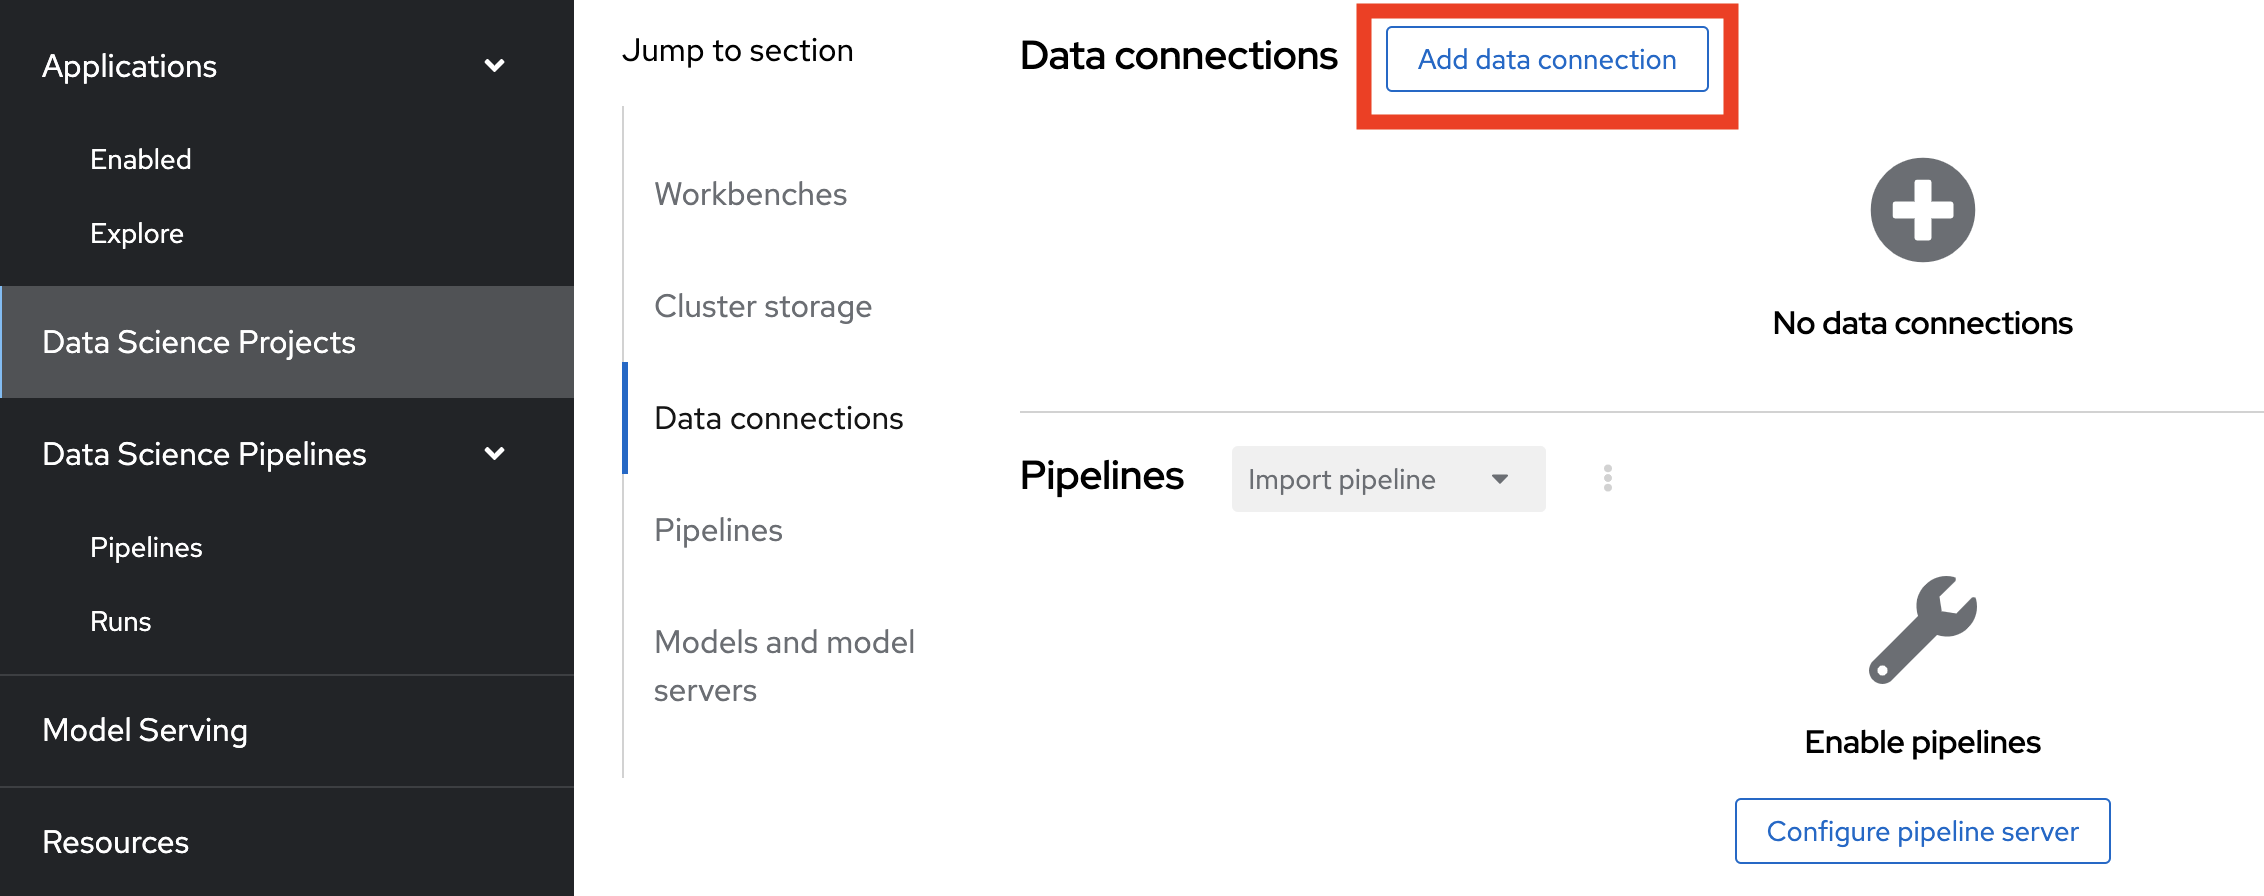 Applications
Enabled
Explore
Data Science Projects
Data Science Pipelines
Pipelines
Runs
Model Serving
Resources
Jump to section
Workbenches
Cluster storage
Data connections
Pipelines
Models and model
servers
Data connections
Add data connection
No data connections
Pipelines
Import pipeline
Enable pipelines
Configure pipeline server